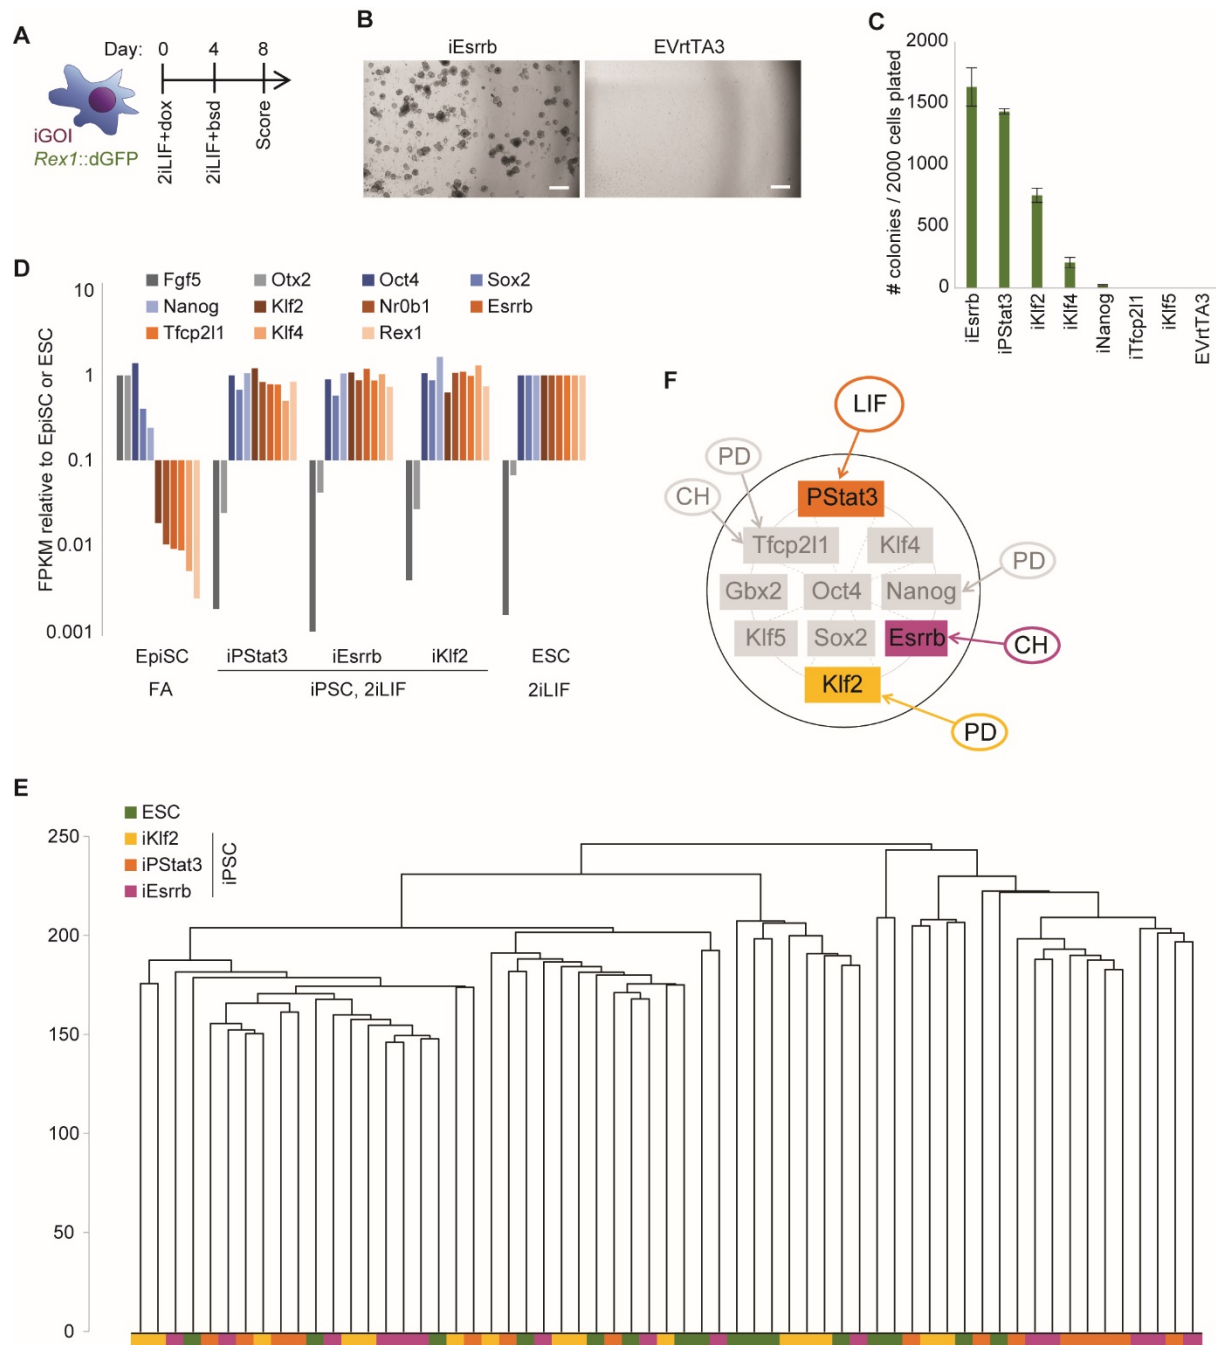 A
Day: 0 4 8
iGOI
Rex1::dGFP
2iLIF+dox
2iLIF+bsd
Score
B
iEsrrb EVrtTA3
C
# colonies / 2000 cells plated
2000
1500
1000
500
0
iEsrrb
iPStat3
iKlf2
iKlf4
iNanog
iTfcp2l1
iKlf5
EVrtTA3
D
Fgf5 Otx2 Oct4 Sox2
Nanog Klf2 Nr0b1 Esrrb
Tfcp2l1 Klf4 Rex1
FPKM relative to EpiSC or ESC
10
1
0.1
0.01
0.001
EpiSC iPStat3 iEsrrb iKlf2 ESC
FA iPSC, 2iLIF 2iLIF
F
LIF
PD
CH
PStat3
Tfcp2l1 Klf4
PD
Gbx2 Oct4 Nanog
Klf5 Sox2 Esrrb
CH
Klf2
PD
E
ESC
iKlf2
iPStat3
iEsrrb
iPSC
250
200
150
100
50
0